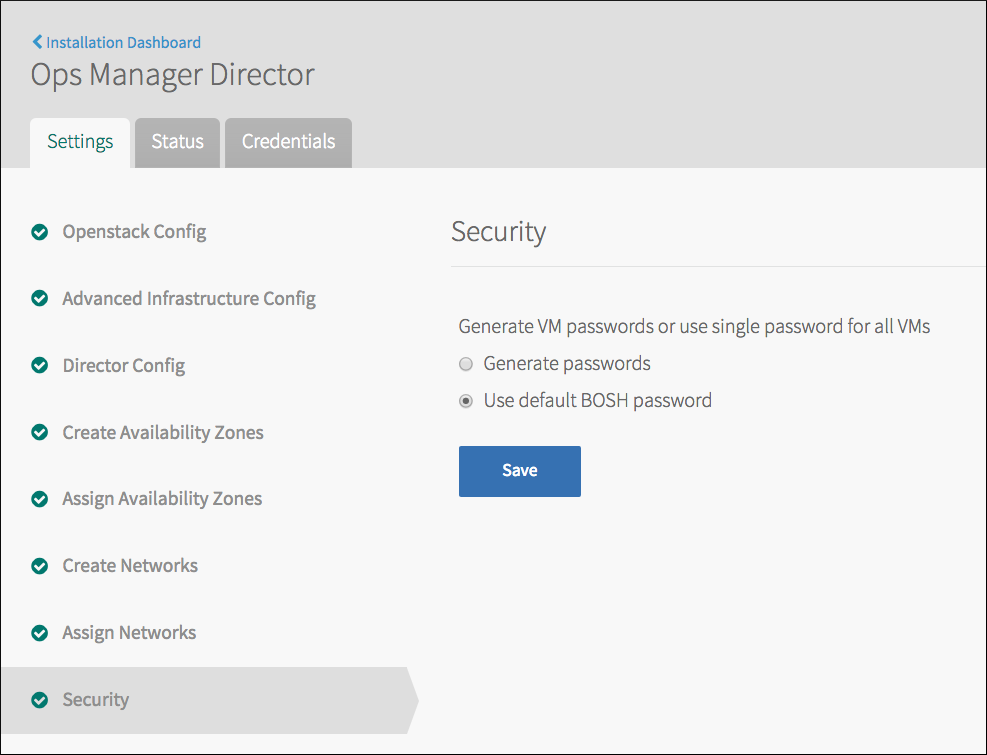 Installation Dashboard
Ops Manager Director
Settings
Status
Credentials
Openstack Config
Advanced Infrastructure Config
Director Config
Create Availability Zones
Assign Availability Zones
Create Networks
Assign Networks
Security
Security
Generate VM passwords or use single password for all VMs
Generate passwords
Use default BOSH password
Save